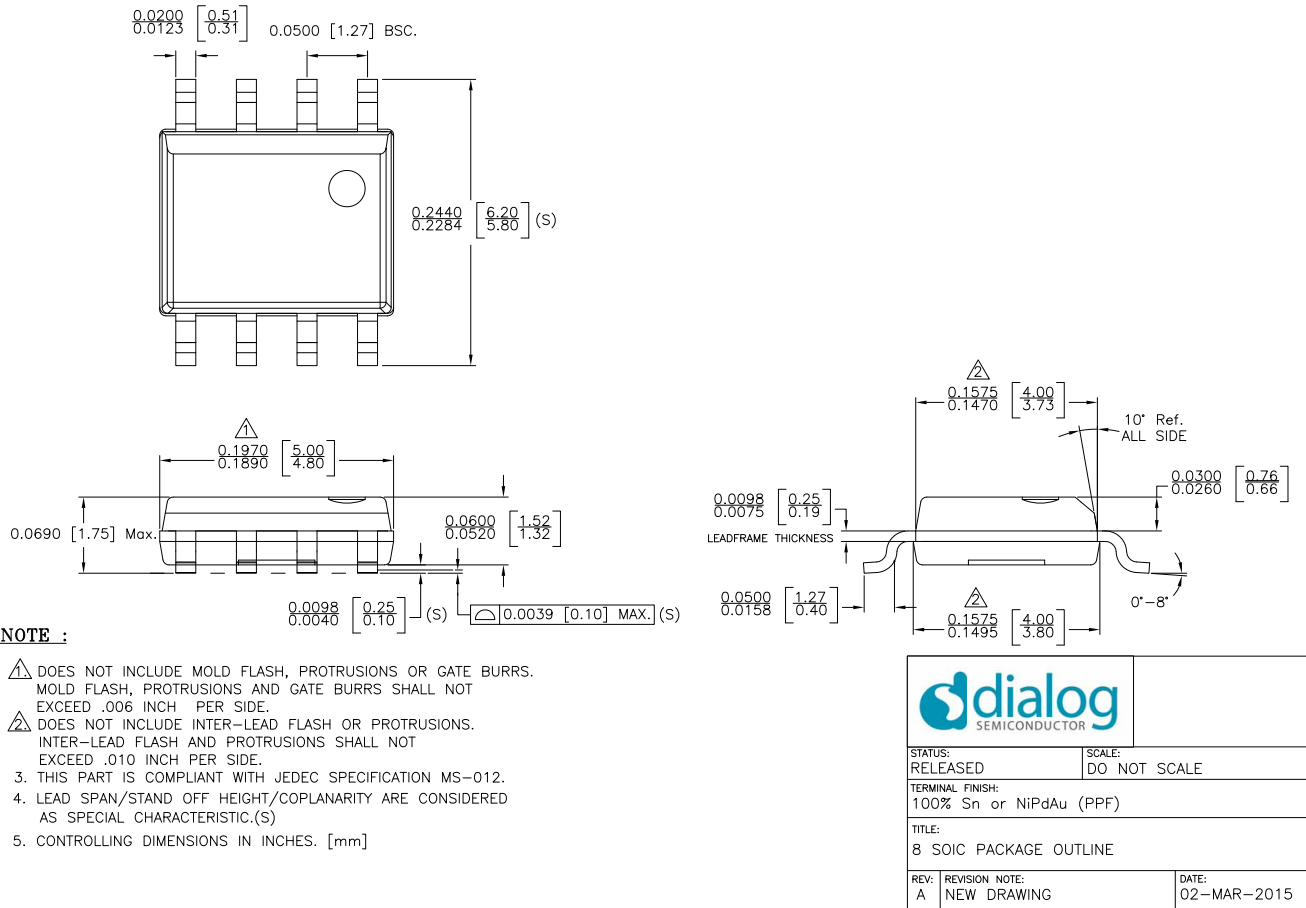 0.0200 [0.51]
0.0123 [0.31]
0.0500 [1.27] BSC.
0.2440 [6.20] (S)
0.2284 [5.80]
1
0.1970 [5.00]
0.1890 [4.80]
0.0690 [1.75] Max.
0.0600 [1.52]
0.0520 [1.32]
0.0098 [0.25] (S)
0.0040 [0.10]
0.0039 [0.10] MAX. (S)
2
0.1575 [4.00]
0.1470 [3.73]
10° Ref.
ALL SIDE
0.0300 [0.76]
0.0260 [0.66]
0.0098 [0.25]
0.0075 [0.19]
LEADFRAME THICKNESS
0.0500 [1.27]
0.0158 [0.40]
2
0.1575 [4.00]
0.1495 [3.80]
0°-8°
NOTE :
1. DOES NOT INCLUDE MOLD FLASH, PROTRUSIONS OR GATE BURRS.
MOLD FLASH, PROTRUSIONS AND GATE BURRS SHALL NOT
EXCEED .006 INCH PER SIDE.
2. DOES NOT INCLUDE INTER-LEAD FLASH OR PROTRUSIONS.
INTER-LEAD FLASH AND PROTRUSIONS SHALL NOT
EXCEED .010 INCH PER SIDE.
3. THIS PART IS COMPLIANT WITH JEDEC SPECIFICATION MS-012.
4. LEAD SPAN/STAND OFF HEIGHT/COPLANARITY ARE CONSIDERED
AS SPECIAL CHARACTERISTIC.(S)
5. CONTROLLING DIMENSIONS IN INCHES. [mm]
dialog
SEMICONDUCTOR
STATUS:
RELEASED
SCALE:
DO NOT SCALE
TERMINAL FINISH:
100% Sn or NiPdAu (PPF)
TITLE:
8 SOIC PACKAGE OUTLINE
REV:
A
REVISION NOTE:
NEW DRAWING
DATE:
02-MAR-2015